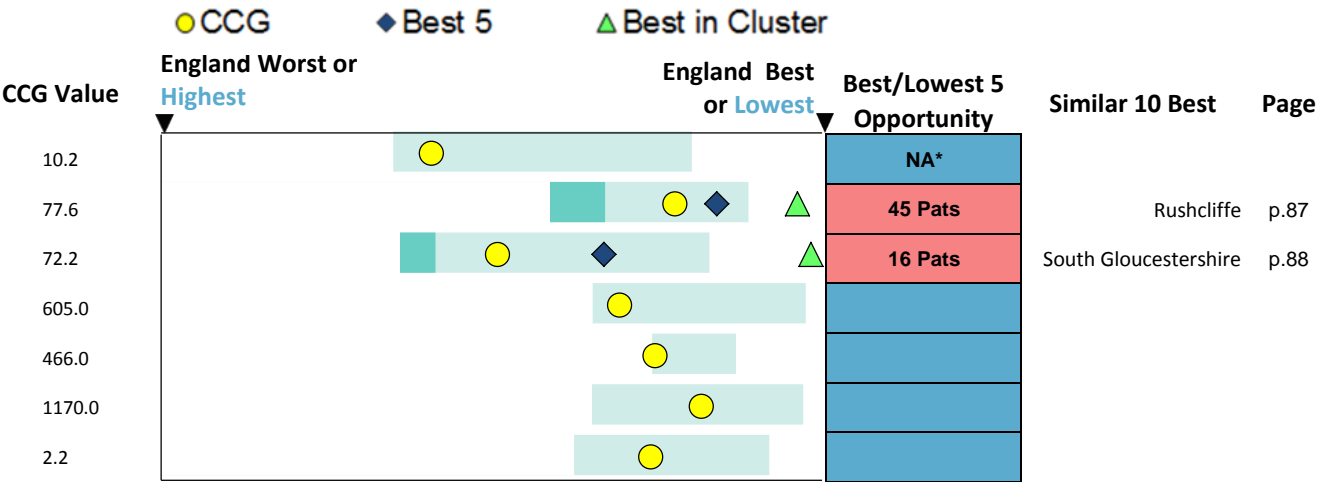 CCG Best 5 Best in Cluster
CCG Value
England Worst or
Highest
England Best
or Lowest
Best/Lowest 5
Opportunity
Similar 10 Best
Page
10.2 NA*
77.6 45 Pats Rushcliffe p.87
72.2 16 Pats South Gloucestershire p.88
605.0
466.0
1170.0
2.2